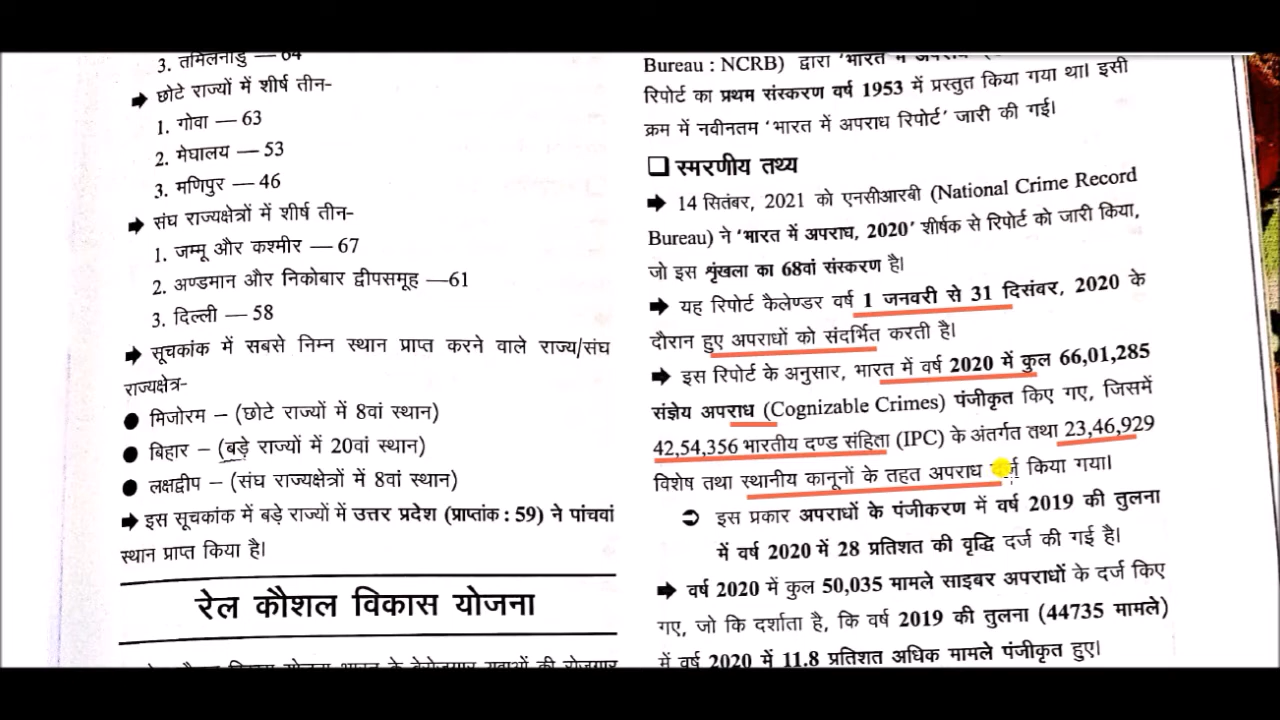 3. तमिलनाडु — 64
➡ छोटे राज्यों में शीर्ष तीन-
1. गोवा — 63
2. मेघालय — 53
3. मणिपुर — 46
➡ संघ राज्यक्षेत्रों में शीर्ष तीन-
1. जम्मू और कश्मीर — 67
2. अण्डमान और निकोबार द्वीपसमूह —61
3. दिल्ली — 58
➡ सूचकांक में सबसे निम्न स्थान प्राप्त करने वाले राज्य/संघ
राज्यक्षेत्र-
● मिजोरम – (छोटे राज्यों में 8वां स्थान)
● बिहार – (बड़े राज्यों में 20वां स्थान)
● लक्षद्वीप – (संघ राज्यक्षेत्रों में 8वां स्थान)
➡ इस सूचकांक में बड़े राज्यों में उत्तर प्रदेश (प्राप्तांक : 59) ने पांचवां
स्थान प्राप्त किया है।
रेल कौशल विकास योजना
कौशल विकास योजना भारत के बेरोजगार युवाओं की रोजगार
Bureau : NCRB) द्वारा 'भारत में
रिपोर्ट का प्रथम संस्करण वर्ष 1953 में प्रस्तुत किया गया था। इसी
क्रम में नवीनतम 'भारत में अपराध रिपोर्ट' जारी की गई।
❑ स्मरणीय तथ्य
➡ 14 सितंबर, 2021 को एनसीआरबी (National Crime Record
Bureau) ने 'भारत में अपराध, 2020' शीर्षक से रिपोर्ट को जारी किया,
जो इस शृंखला का 68वां संस्करण है।
➡ यह रिपोर्ट कैलेण्डर वर्ष 1 जनवरी से 31 दिसंबर, 2020 के
दौरान हुए अपराधों को संदर्भित करती है।
➡ इस रिपोर्ट के अनुसार, भारत में वर्ष 2020 में कुल 66,01,285
संज्ञेय अपराध (Cognizable Crimes) पंजीकृत किए गए, जिसमें
42,54,356 भारतीय दण्ड संहिता (IPC) के अंतर्गत तथा 23,46,929
विशेष तथा स्थानीय कानूनों के तहत अपराध दर्ज किया गया।
➲ इस प्रकार अपराधों के पंजीकरण में वर्ष 2019 की तुलना
में वर्ष 2020 में 28 प्रतिशत की वृद्धि दर्ज की गई है।
➡ वर्ष 2020 में कुल 50,035 मामले साइबर अपराधों के दर्ज किए
गए, जो कि दर्शाता है, कि वर्ष 2019 की तुलना (44735 मामले)
में वर्ष 2020 में 11.8 प्रतिशत अधिक मामले पंजीकृत हुए।